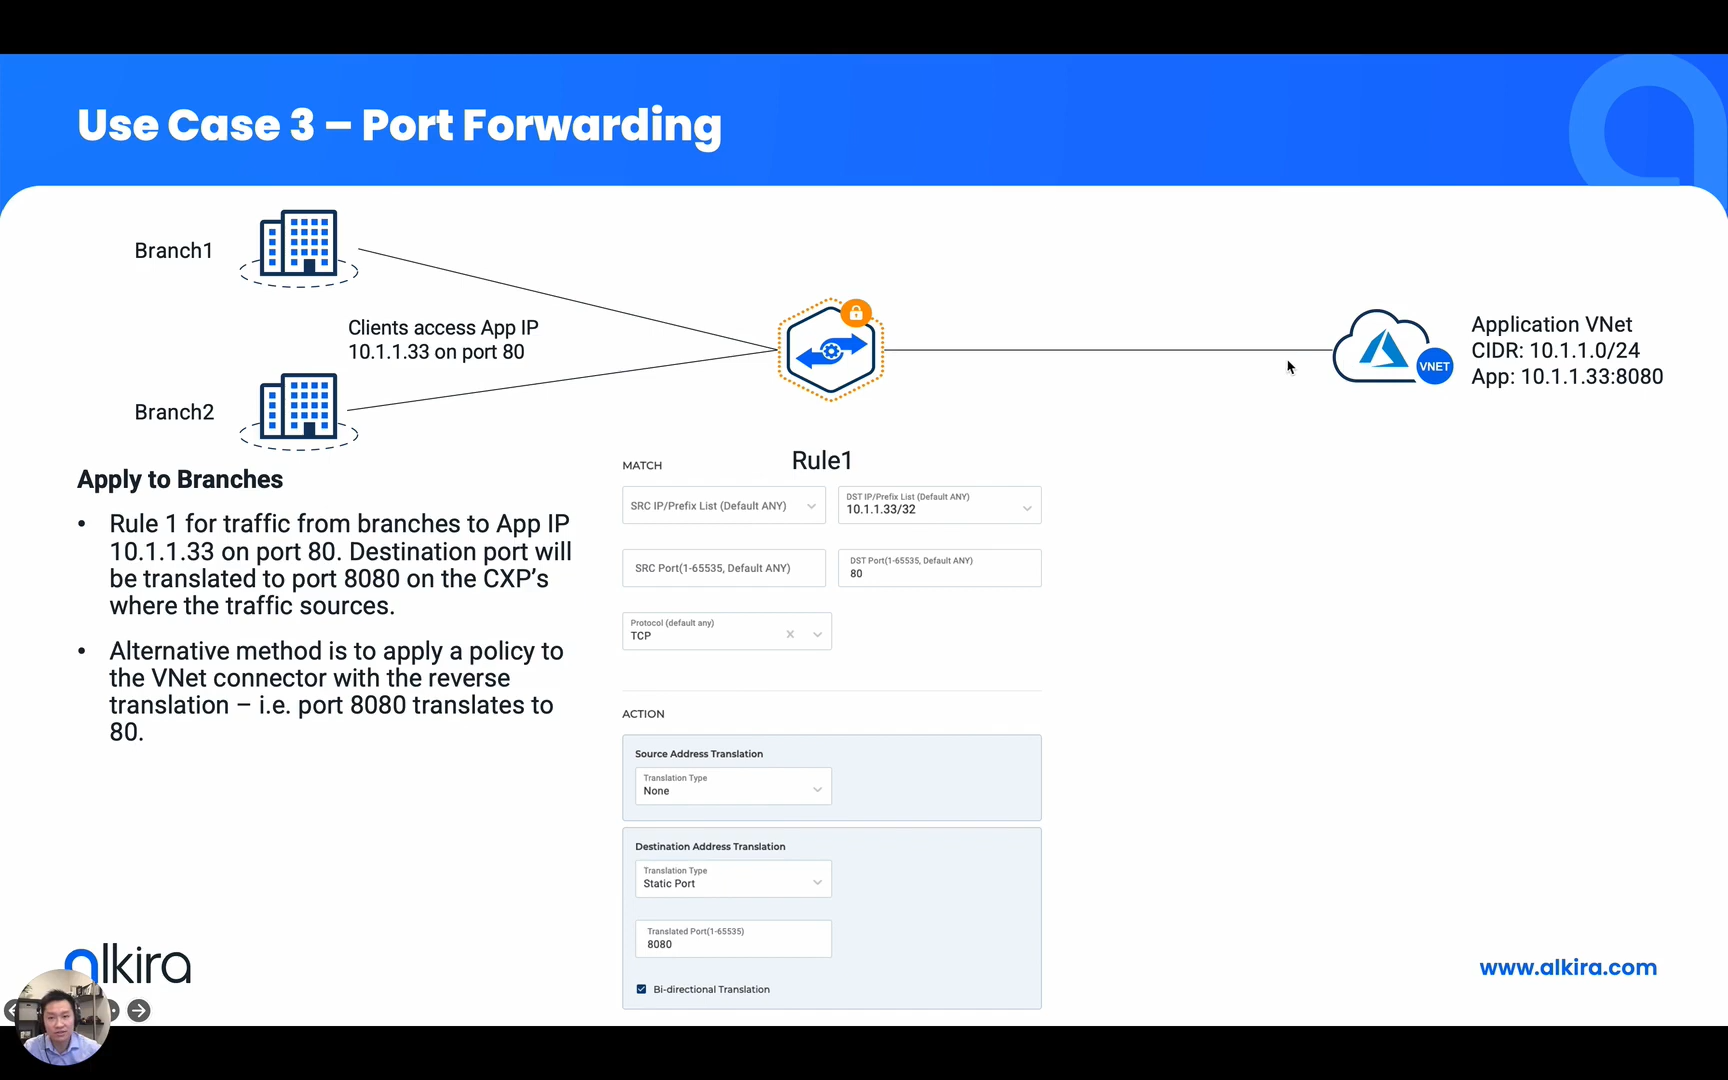 Use Case 3 – Port Forwarding
Branch1
Clients access App IP
10.1.1.33 on port 80
Branch2
VNET
Application VNet
CIDR: 10.1.1.0/24
App: 10.1.1.33:8080
Apply to Branches
• Rule 1 for traffic from branches to App IP
10.1.1.33 on port 80. Destination port will
be translated to port 8080 on the CXP’s
where the traffic sources.
• Alternative method is to apply a policy to
the VNet connector with the reverse
translation – i.e. port 8080 translates to
80.
Rule1
MATCH
SRC IP/Prefix List (Default ANY)
DST IP/Prefix List (Default ANY)
10.1.1.33/32
SRC Port(1-65535, Default ANY)
DST Port(1-65535, Default ANY)
80
Protocol (default any)
TCP
ACTION
Source Address Translation
Translation Type
None
Destination Address Translation
Translation Type
Static Port
Translated Port(1-65535)
8080
Bi-directional Translation
alkira
www.alkira.com